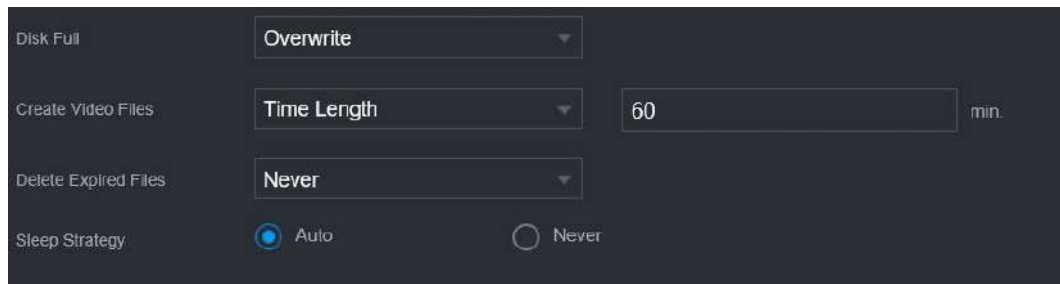 Disk Full Overwrite
Create Video Files Time Length 60 min.
Delete Expired Files Never
Sleep Strategy Auto Never